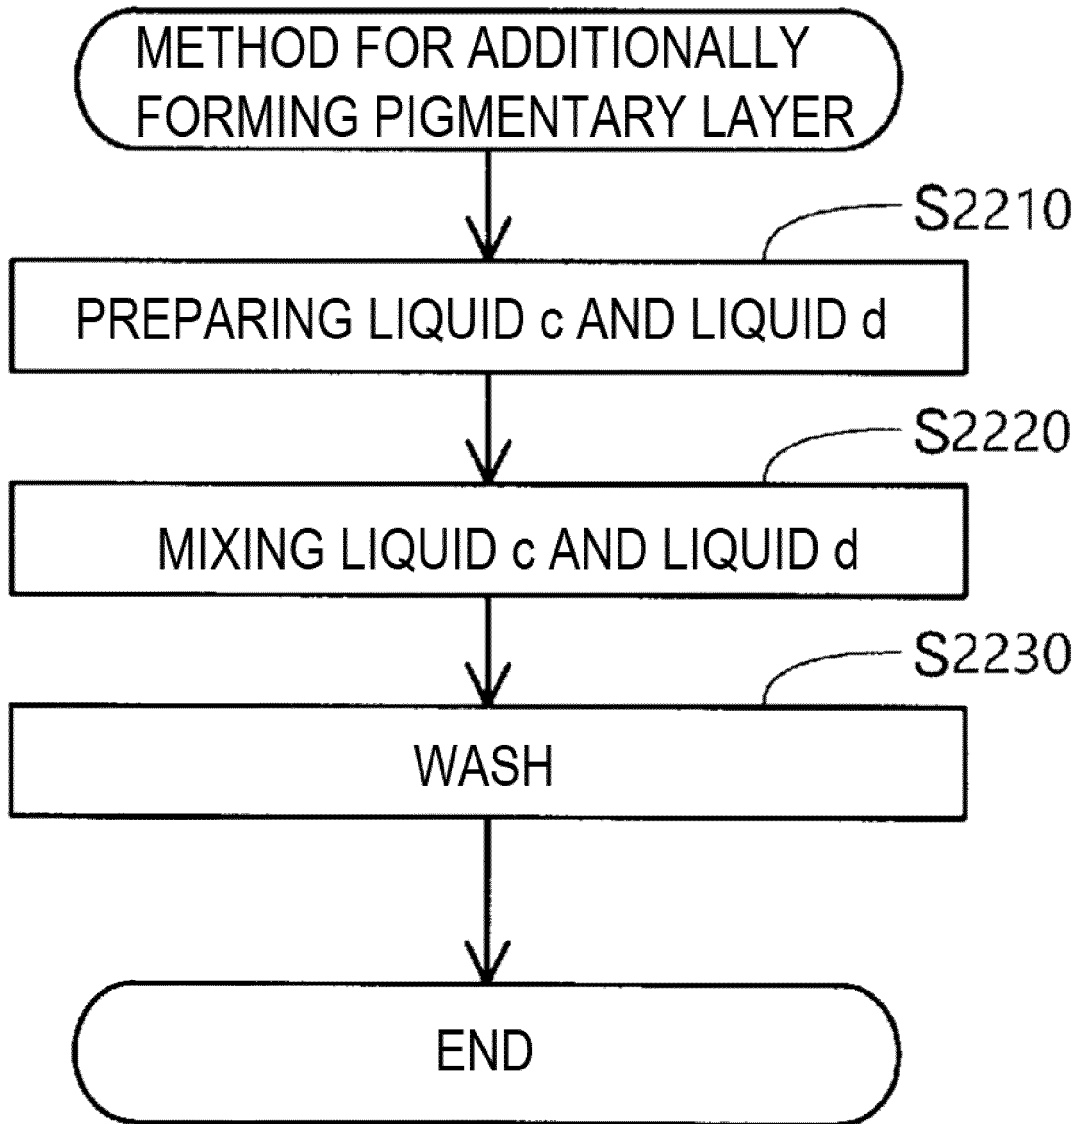 METHOD FOR ADDITIONALLY
FORMING PIGMENTARY LAYER
S2210
PREPARING LIQUID c AND LIQUID d
S2220
MIXING LIQUID c AND LIQUID d
S2230
WASH
END